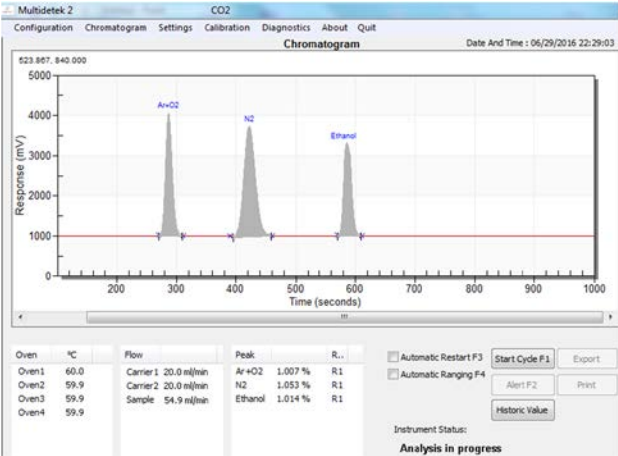 Multidetek 2 CO2
Configuration Chromatogram Settings Calibration Diagnostics About Quit
Chromatogram
Date And Time : 06/29/2016 22:29:03
523.867, 840.000
5000
4000
3000
2000
1000
0
Response (mV)
Ar+O2
N2
Ethanol
200 300 400 500 600 700 800 900 1000
Time (seconds)
Oven °C
Oven1 60.0
Oven2 59.9
Oven3 59.9
Oven4 59.9
Flow
Carrier1 20.0 ml/min
Carrier2 20.0 ml/min
Sample 54.9 ml/min
Peak R..
Ar+O2 1.007 % R1
N2 1.053 % R1
Ethanol 1.014 % R1
Automatic Restart F3
Automatic Ranging F4
Start Cycle F1 Export
Alert F2 Print
Historic Value
Instrument Status:
Analysis in progress